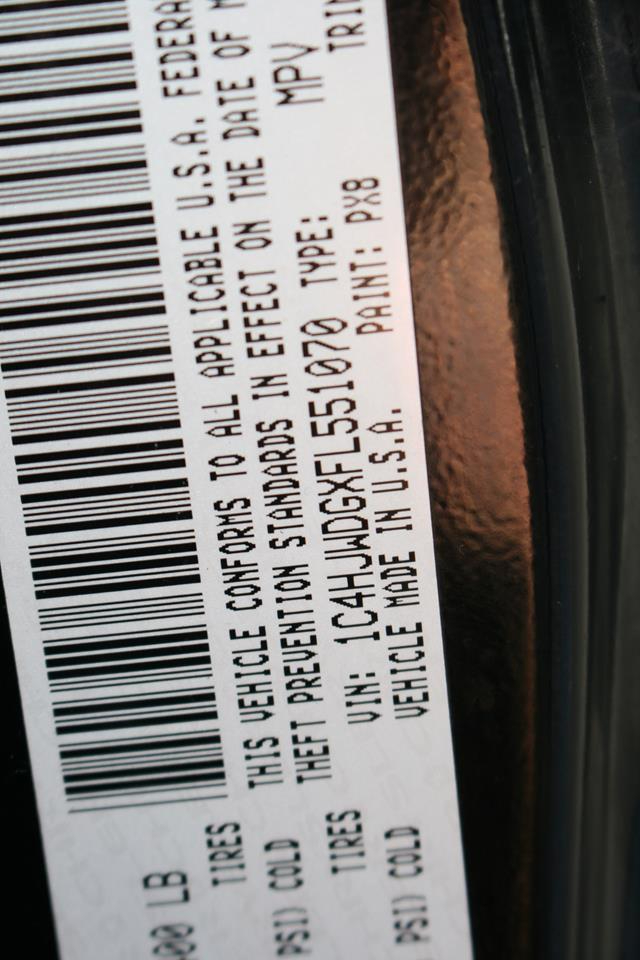 00 LB
TIRES
THIS VEHICLE CONFORMS TO ALL APPLICABLE U.S.A. FEDERA
PSI) COLD
THEFT PREVENTION STANDARDS IN EFFECT ON THE DATE OF M
TIRES
VIN: 1C4HJWDGXFL551070 TYPE: MPV
PSI) COLD
VEHICLE MADE IN U.S.A. PAINT: PX8 TRIM